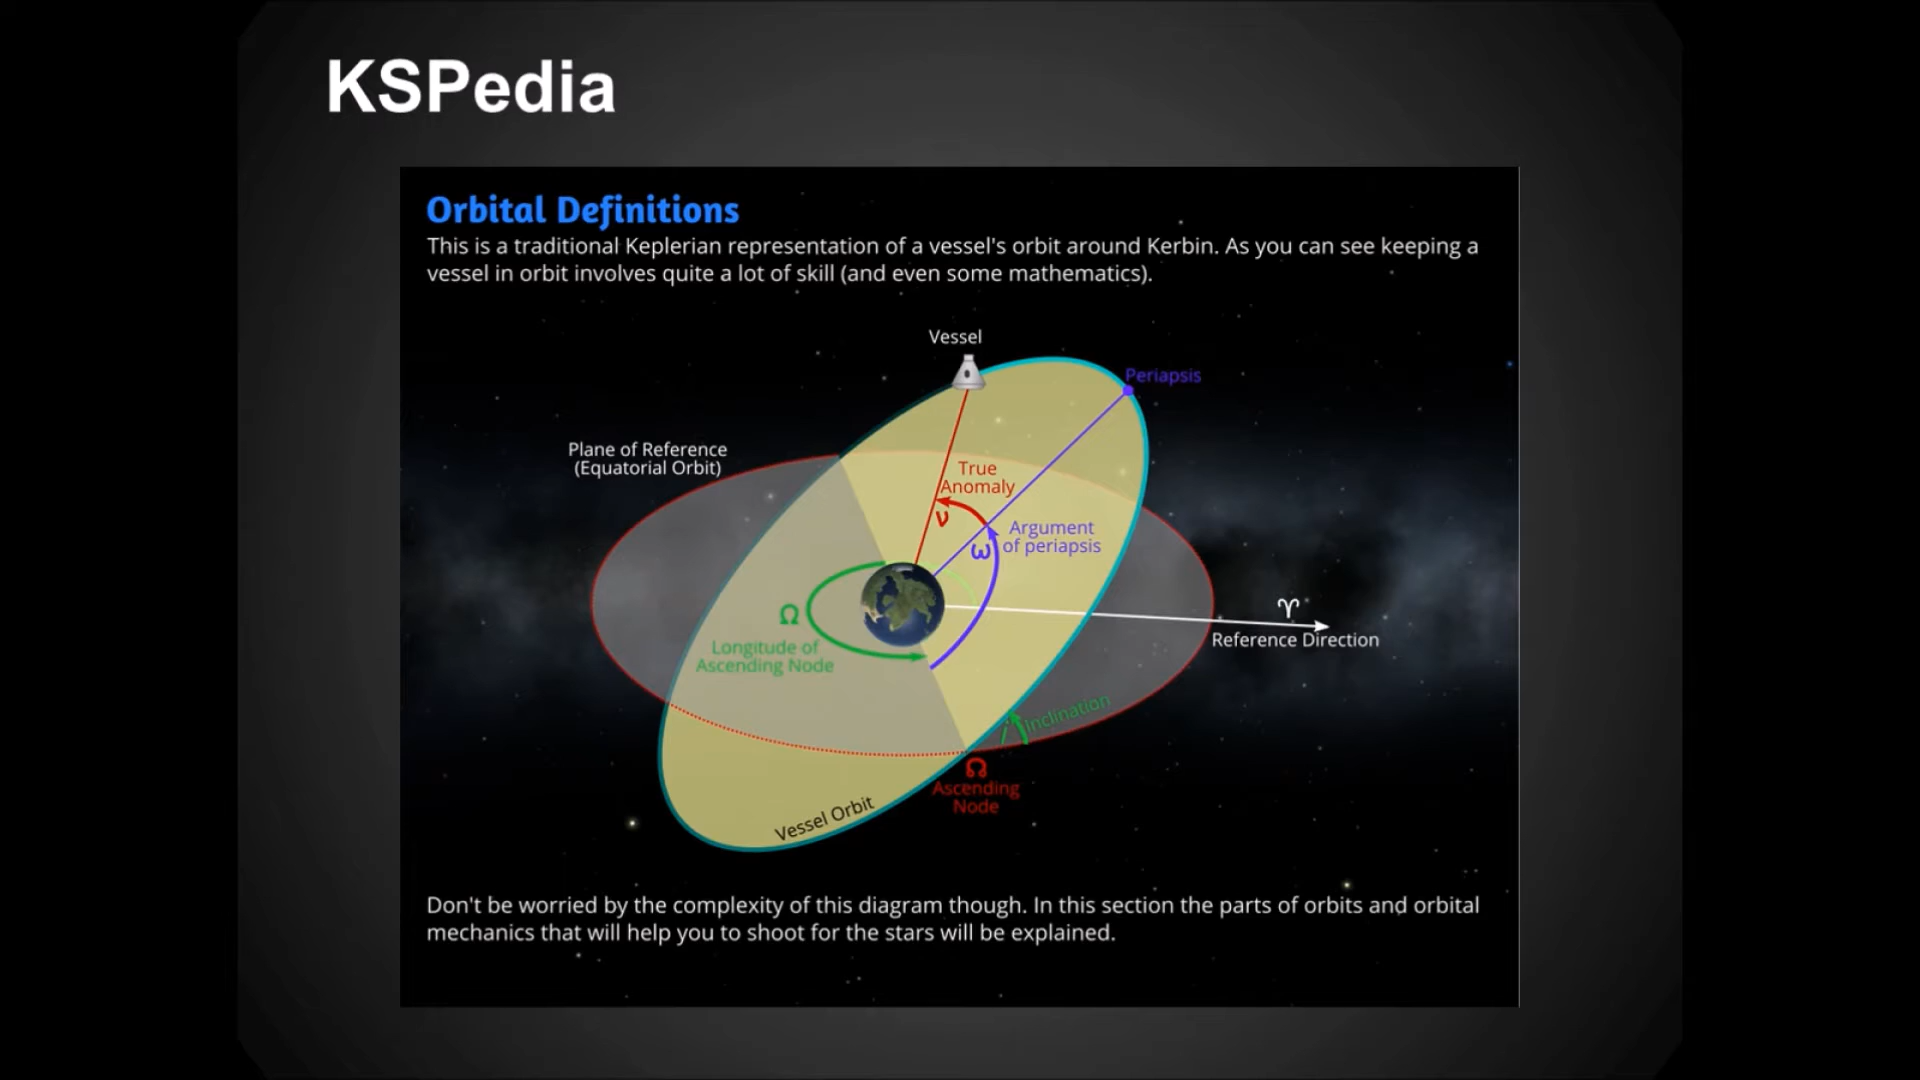 KSPedia
Orbital Definitions
This is a traditional Keplerian representation of a vessel's orbit around Kerbin. As you can see keeping a
vessel in orbit involves quite a lot of skill (and even some mathematics).
Vessel
Periapsis
Plane of Reference
(Equatorial Orbit)
True
Anomaly
ν
Argument
of periapsis
ω
Ω
Longitude of
Ascending Node
♈
Reference Direction
Inclination
i
☊
Ascending
Node
Vessel Orbit
Don't be worried by the complexity of this diagram though. In this section the parts of orbits and orbital
mechanics that will help you to shoot for the stars will be explained.